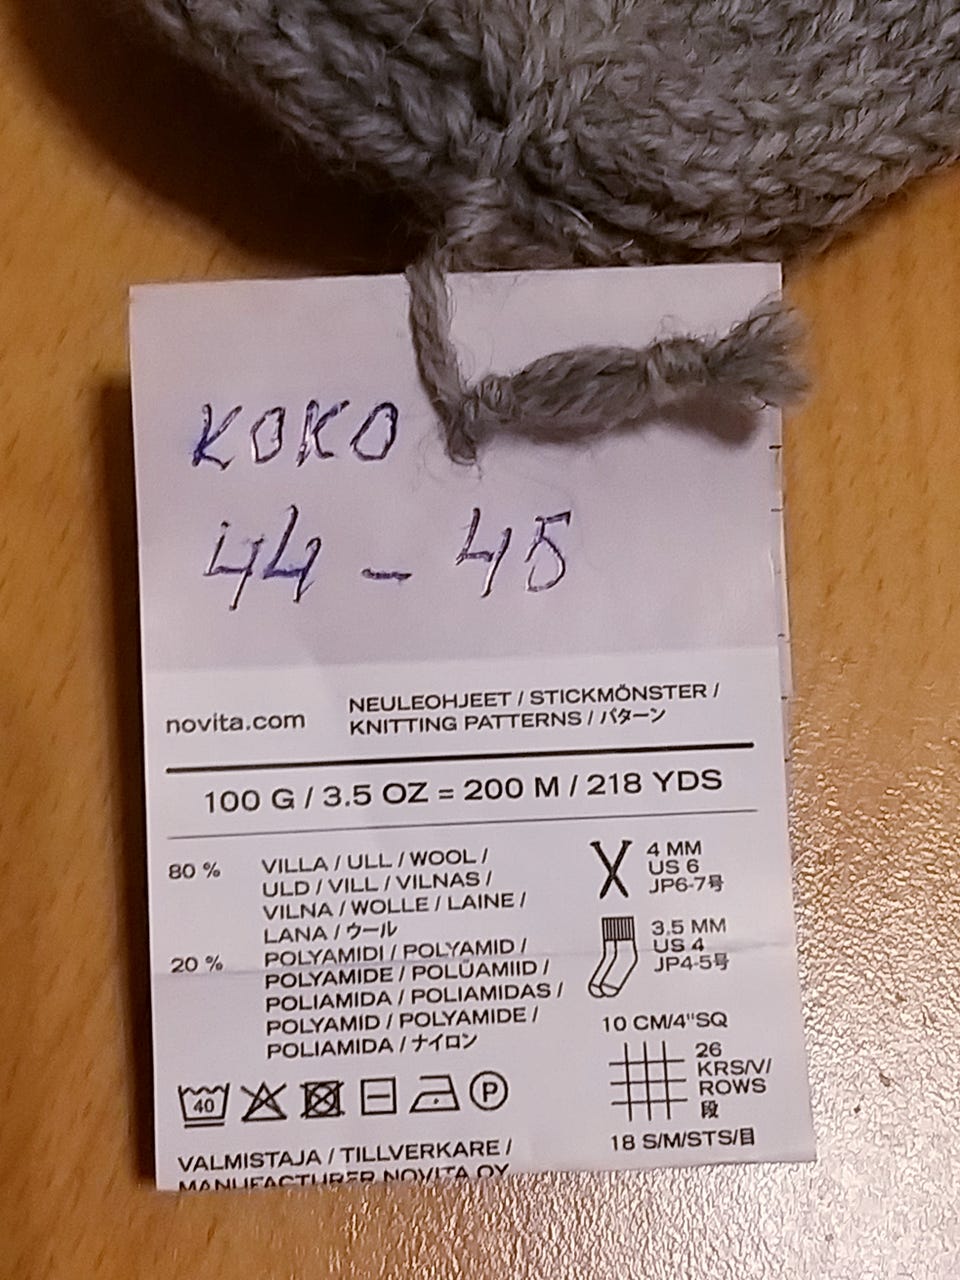 KOKO
44 - 45
novita.com
NEULEOHJEET / STICKMÖNSTER /
KNITTING PATTERNS / パターン
100 G / 3.5 OZ = 200 M / 218 YDS
80 %
VILLA / ULL / WOOL /
ULD / VILL / VILNAS /
VILNA / WOLLE / LAINE /
LANA / ウール
20 %
POLYAMIDI / POLYAMID /
POLYAMIDE / POLÜAMIID /
POLIAMIDA / POLIAMIDAS /
POLYAMID / POLYAMIDE /
POLIAMIDA / ナイロン
4 MM
US 6
JP6-7号
3.5 MM
US 4
JP4-5号
10 CM/4"SQ
26
KRS/V/
ROWS
段
18 S/M/STS/目
40
P
VALMISTAJA / TILLVERKARE /
MANUFACTURER NOVITA OY